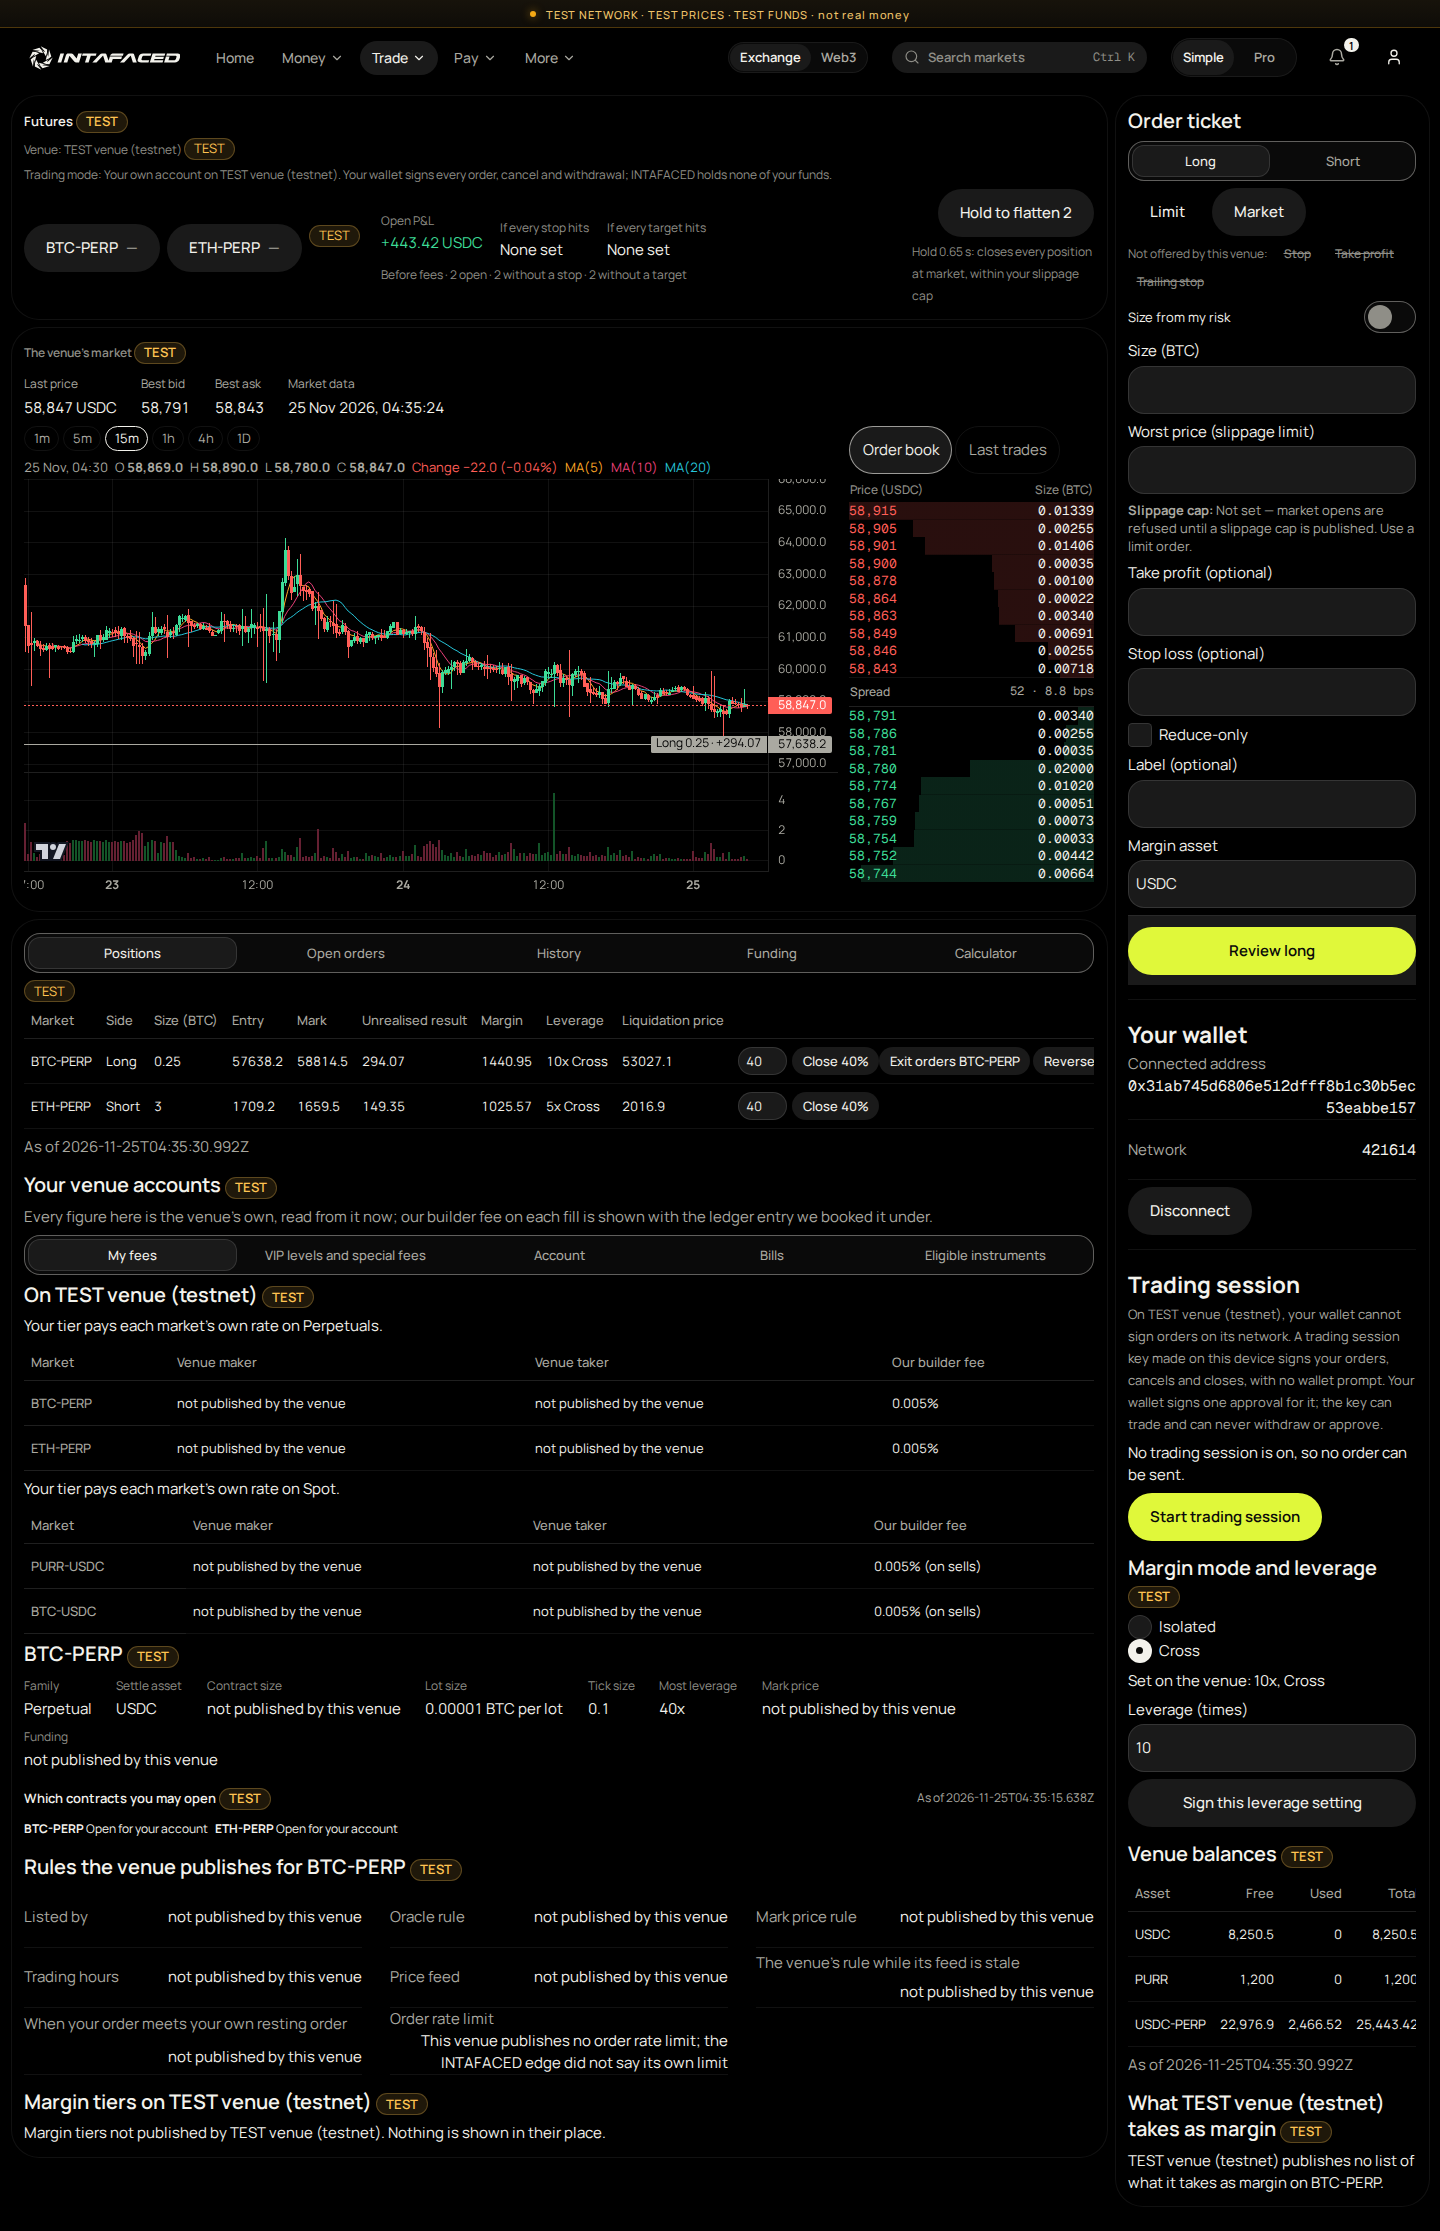 TEST NETWORK · TEST PRICES · TEST FUNDS · not real money
INTAFACED
Home
Money
Trade
Pay
More
Exchange
Web3
Search markets
Ctrl K
Simple
Pro
1
Futures TEST
Venue: TEST venue (testnet) TEST
Trading mode: Your own account on TEST venue (testnet). Your wallet signs every order, cancel and withdrawal; INTAFACED holds none of your funds.
BTC-PERP —
ETH-PERP —
TEST
Open P&L
+443.42 USDC
If every stop hits
None set
If every target hits
None set
Before fees · 2 open · 2 without a stop · 2 without a target
Hold to flatten 2
Hold 0.65 s: closes every position
at market, within your slippage
cap
The venue's market TEST
Last price
58,847 USDC
Best bid
58,791
Best ask
58,843
Market data
25 Nov 2026, 04:35:24
1m 5m 15m 1h 4h 1D
25 Nov, 04:30 O 58,869.0 H 58,890.0 L 58,780.0 C 58,847.0 Change −22.0 (−0.04%) MA(5) MA(10) MA(20)
65,000.0
64,000.0
63,000.0
62,000.0
61,000.0
60,000.0
58,847.0
58,000.0
Long 0.25 · +294.07
57,638.2
57,000.0
4
2
0
23
12:00
24
12:00
25
Order book
Last trades
Price (USDC) Size (BTC)
58,915 0.01339
58,905 0.00255
58,901 0.01406
58,900 0.00035
58,878 0.00100
58,864 0.00022
58,863 0.00340
58,849 0.00691
58,846 0.00255
58,843 0.00718
Spread 52 · 8.8 bps
58,791 0.00340
58,786 0.00255
58,781 0.00035
58,780 0.02000
58,774 0.01020
58,767 0.00051
58,759 0.00073
58,754 0.00033
58,752 0.00442
58,744 0.00664
Positions
Open orders
History
Funding
Calculator
TEST
Market Side Size (BTC) Entry Mark Unrealised result Margin Leverage Liquidation price
BTC-PERP Long 0.25 57638.2 58814.5 294.07 1440.95 10x Cross 53027.1 40 Close 40% Exit orders BTC-PERP Reverse
ETH-PERP Short 3 1709.2 1659.5 149.35 1025.57 5x Cross 2016.9 40 Close 40%
As of 2026-11-25T04:35:30.992Z
Your venue accounts TEST
Every figure here is the venue's own, read from it now; our builder fee on each fill is shown with the ledger entry we booked it under.
My fees
VIP levels and special fees
Account
Bills
Eligible instruments
On TEST venue (testnet) TEST
Your tier pays each market's own rate on Perpetuals.
Market Venue maker Venue taker Our builder fee
BTC-PERP not published by the venue not published by the venue 0.005%
ETH-PERP not published by the venue not published by the venue 0.005%
Your tier pays each market's own rate on Spot.
Market Venue maker Venue taker Our builder fee
PURR-USDC not published by the venue not published by the venue 0.005% (on sells)
BTC-USDC not published by the venue not published by the venue 0.005% (on sells)
BTC-PERP TEST
Family
Perpetual
Settle asset
USDC
Contract size
not published by this venue
Lot size
0.00001 BTC per lot
Tick size
0.1
Most leverage
40x
Mark price
not published by this venue
Funding
not published by this venue
Which contracts you may open TEST
As of 2026-11-25T04:35:15.638Z
BTC-PERP Open for your account ETH-PERP Open for your account
Rules the venue publishes for BTC-PERP TEST
Listed by not published by this venue
Oracle rule not published by this venue
Mark price rule not published by this venue
Trading hours not published by this venue
Price feed not published by this venue
The venue's rule while its feed is stale
not published by this venue
When your order meets your own resting order
not published by this venue
Order rate limit
This venue publishes no order rate limit; the
INTAFACED edge did not say its own limit
Margin tiers on TEST venue (testnet) TEST
Margin tiers not published by TEST venue (testnet). Nothing is shown in their place.
Order ticket
Long
Short
Limit
Market
Not offered by this venue: Stop Take profit
Trailing stop
Size from my risk
Size (BTC)
Worst price (slippage limit)
Slippage cap: Not set — market opens are
refused until a slippage cap is published. Use a
limit order.
Take profit (optional)
Stop loss (optional)
Reduce-only
Label (optional)
Margin asset
USDC
Review long
Your wallet
Connected address
0x31ab745d6806e512dfff8b1c30b5ec
53eabbe157
Network 421614
Disconnect
Trading session
On TEST venue (testnet), your wallet cannot
sign orders on its network. A trading session
key made on this device signs your orders,
cancels and closes, with no wallet prompt. Your
wallet signs one approval for it; the key can
trade and can never withdraw or approve.
No trading session is on, so no order can
be sent.
Start trading session
Margin mode and leverage
TEST
Isolated
Cross
Set on the venue: 10x, Cross
Leverage (times)
10
Sign this leverage setting
Venue balances TEST
Asset Free Used Total
USDC 8,250.5 0 8,250.5
PURR 1,200 0 1,200
USDC-PERP 22,976.9 2,466.52 25,443.42
As of 2026-11-25T04:35:30.992Z
What TEST venue (testnet)
takes as margin TEST
TEST venue (testnet) publishes no list of
what it takes as margin on BTC-PERP.